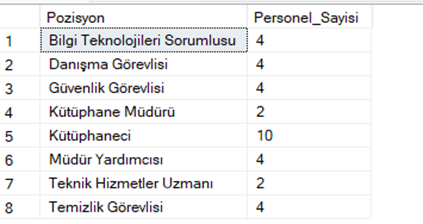 Pozisyon Personel_Sayisi
1 Bilgi Teknolojileri Sorumlusu 4
2 Danışma Görevlisi 4
3 Güvenlik Görevlisi 4
4 Kütüphane Müdürü 2
5 Kütüphaneci 10
6 Müdür Yardımcısı 4
7 Teknik Hizmetler Uzmanı 2
8 Temizlik Görevlisi 4